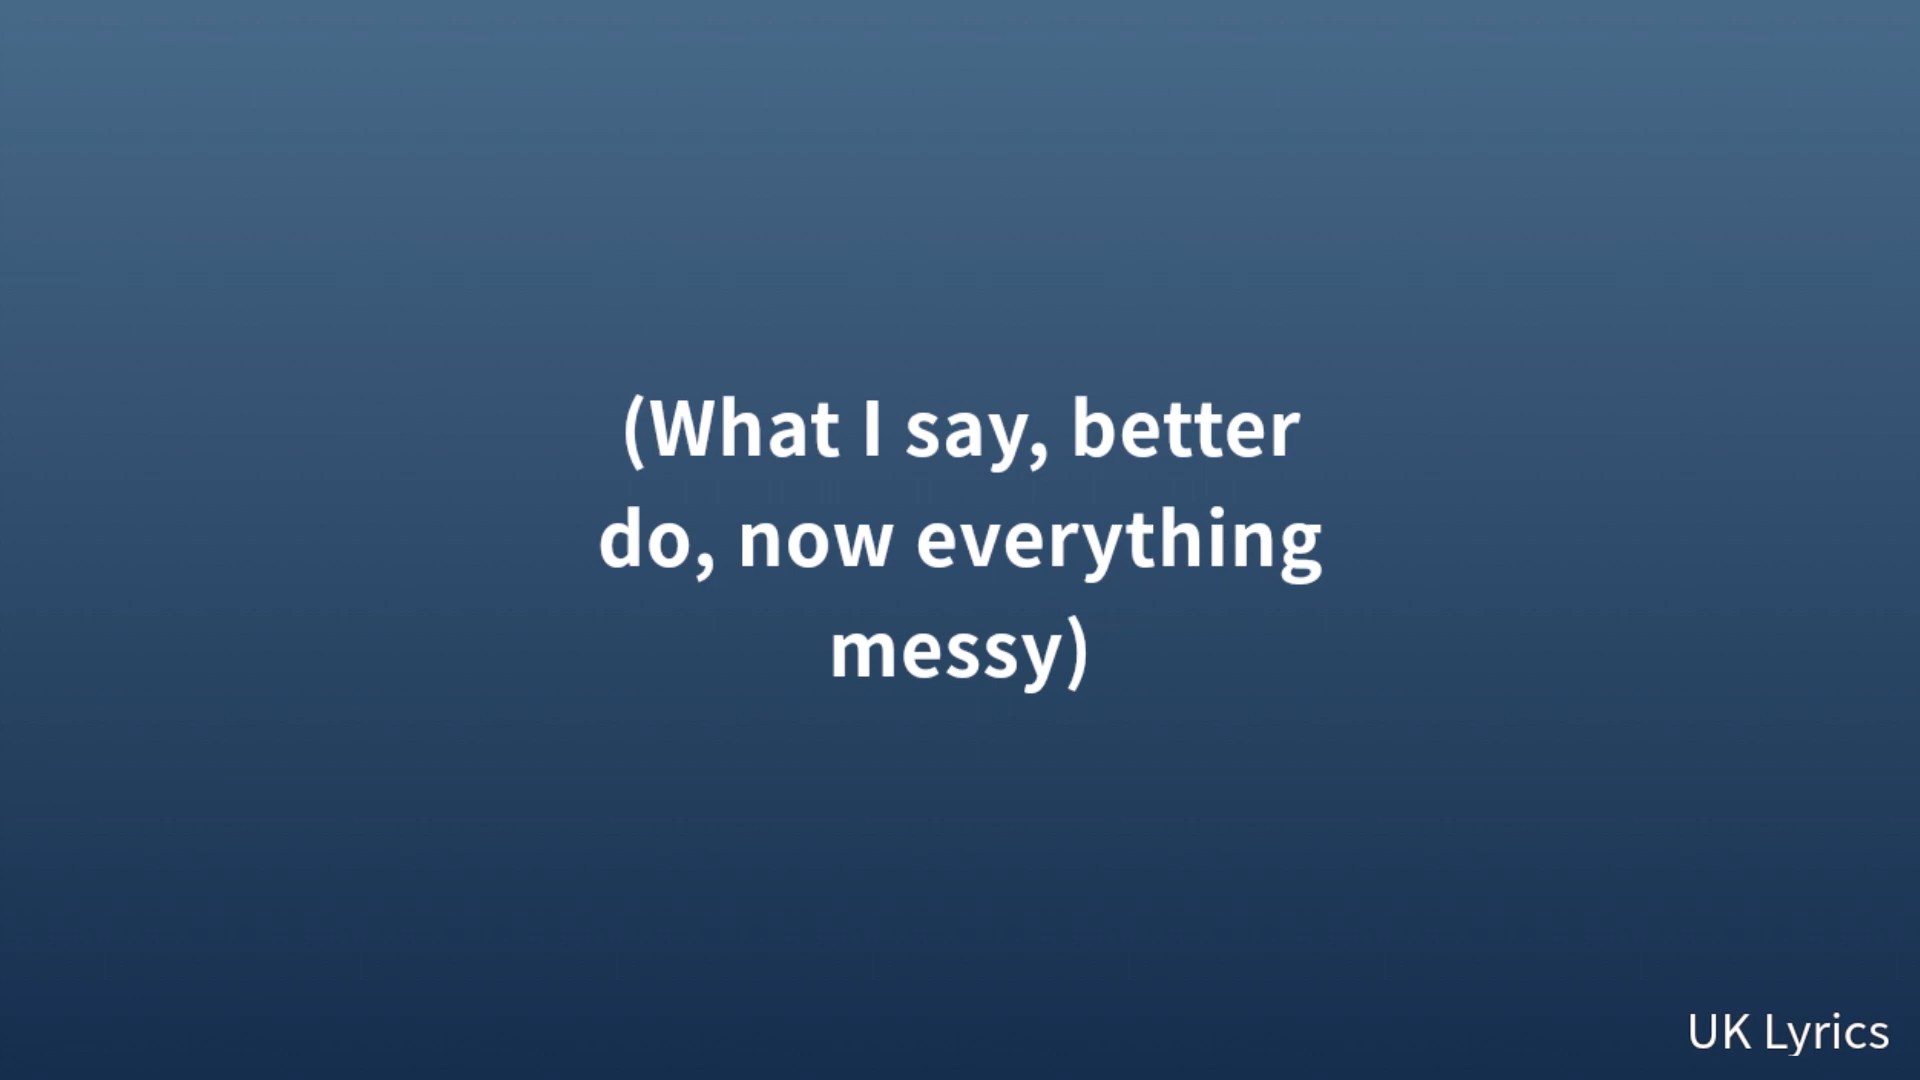 (What I say, better
do, now everything
messy)
UK Lyrics